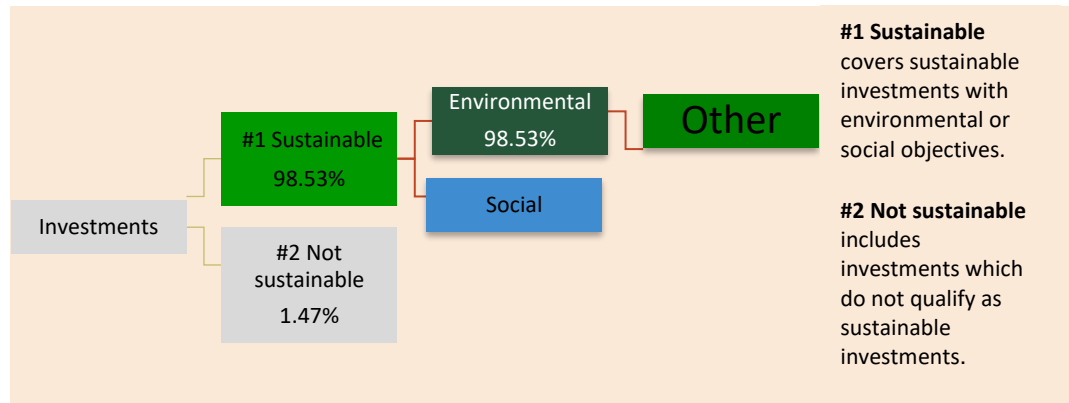 Investments
#1 Sustainable
98.53%
#2 Not
sustainable
1.47%
Environmental
98.53%
Social
Other
#1 Sustainable
covers sustainable
investments with
environmental or
social objectives.
#2 Not sustainable
includes
investments which
do not qualify as
sustainable
investments.